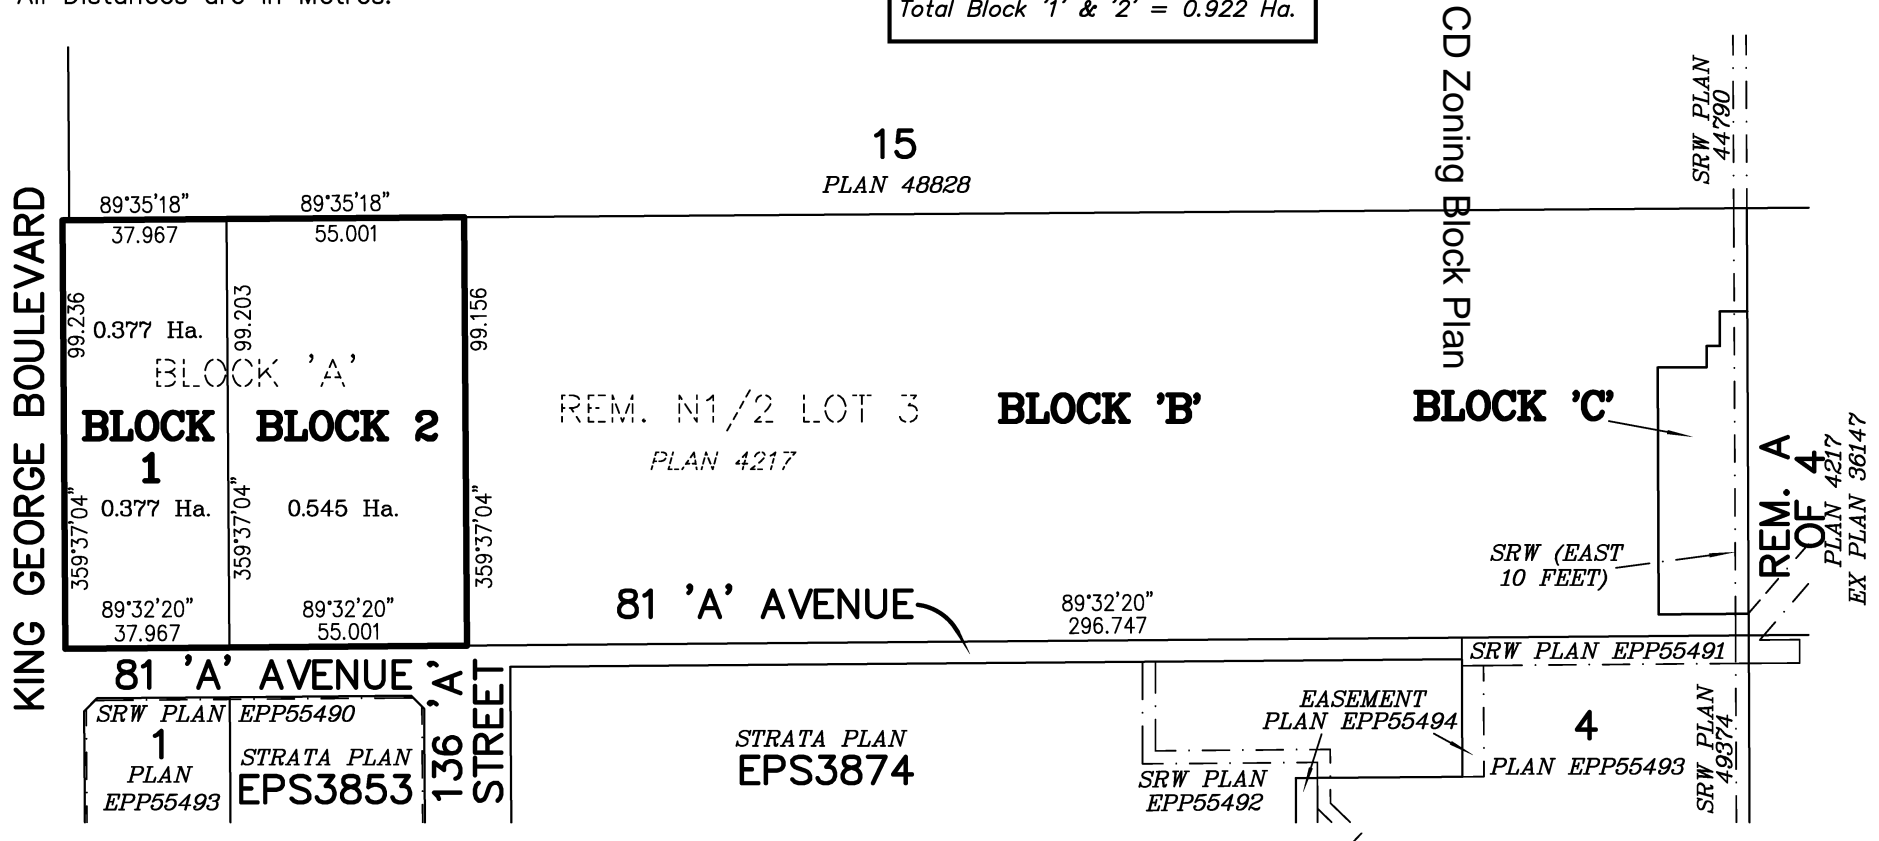 All Distances are in Metres.
Total Block '1' & '2' = 0.922 Ha.
CD Zoning Block Plan
SRW PLAN
44790
15
PLAN 48828
KING GEORGE BOULEVARD
89°35'18"
37.967
89°35'18"
55.001
99.236
99.203
99.156
0.377 Ha.
BLOCK 'A'
BLOCK
1
BLOCK 2
0.377 Ha.
0.545 Ha.
359°37'04"
359°37'04"
359°37'04"
89°32'20"
37.967
89°32'20"
55.001
REM. N1/2 LOT 3
PLAN 4217
BLOCK 'B'
BLOCK 'C'
SRW (EAST
10 FEET)
REM. A
OF 4
PLAN 4217
EX PLAN 36147
81 'A' AVENUE
89°32'20"
296.747
81 'A' AVENUE
136 'A'
STREET
SRW PLAN EPP55491
SRW PLAN EPP55490
1
PLAN
EPP55493
STRATA PLAN
EPS3853
STRATA PLAN
EPS3874
EASEMENT
PLAN EPP55494
SRW PLAN
EPP55492
4
PLAN EPP55493
SRW PLAN
49374